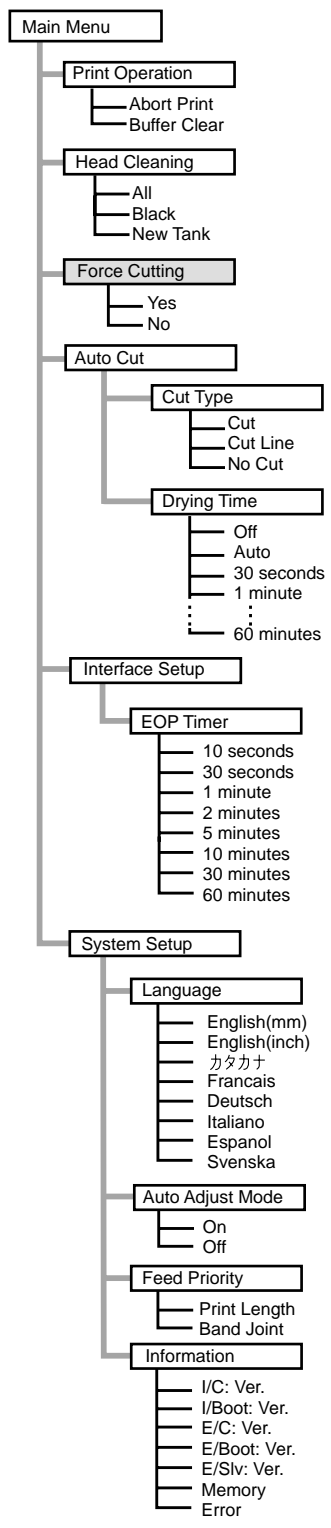 Main Menu
Print Operation
Abort Print
Buffer Clear
Head Cleaning
All
Black
New Tank
Force Cutting
Yes
No
Auto Cut
Cut Type
Cut
Cut Line
No Cut
Drying Time
Off
Auto
30 seconds
1 minute
60 minutes
Interface Setup
EOP Timer
10 seconds
30 seconds
1 minute
2 minutes
5 minutes
10 minutes
30 minutes
60 minutes
System Setup
Language
English(mm)
English(inch)
カタカナ
Francais
Deutsch
Italiano
Espanol
Svenska
Auto Adjust Mode
On
Off
Feed Priority
Print Length
Band Joint
Information
I/C: Ver.
I/Boot: Ver.
E/C: Ver.
E/Boot: Ver.
E/Slv: Ver.
Memory
Error